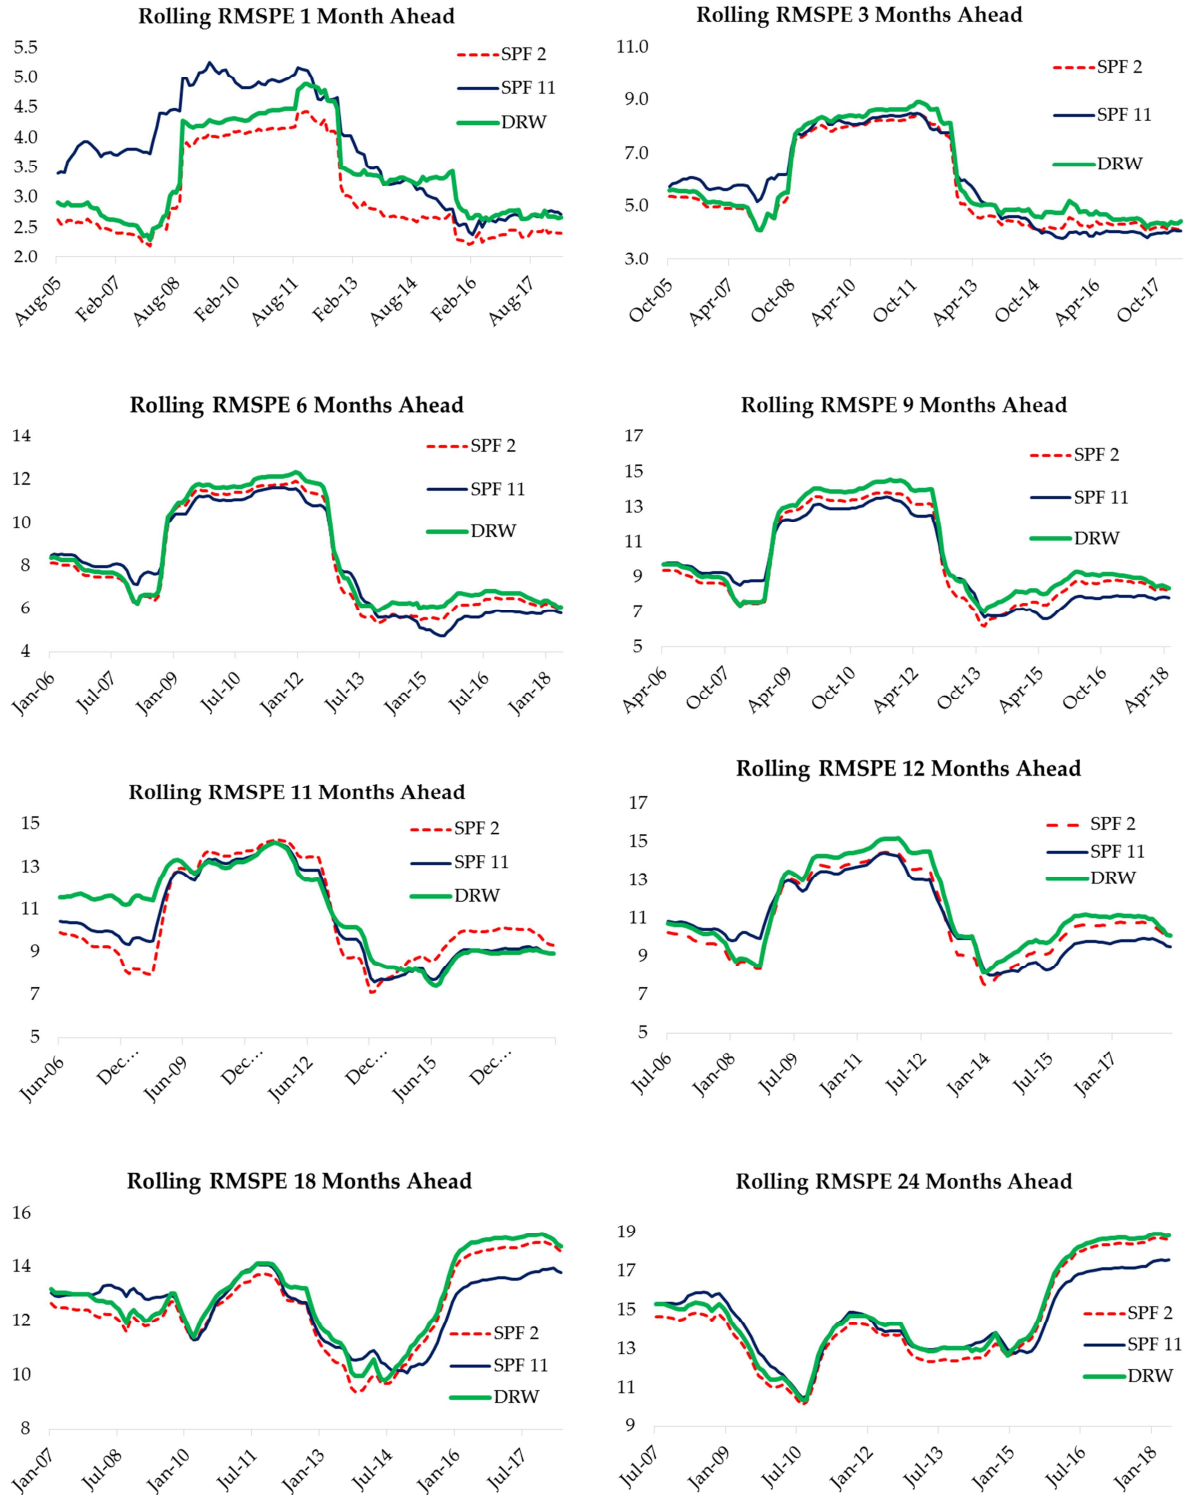 Rolling RMSPE 1 Month Ahead
5.5
5.0
4.5
4.0
3.5
3.0
2.5
2.0
SPF 2
SPF 11
DRW
Aug-05
Feb-07
Aug-08
Feb-10
Aug-11
Feb-13
Aug-14
Feb-16
Aug-17
Rolling RMSPE 3 Months Ahead
11.0
9.0
7.0
5.0
3.0
SPF 2
SPF 11
DRW
Oct-05
Apr-07
Oct-08
Apr-10
Oct-11
Apr-13
Oct-14
Apr-16
Oct-17
Rolling RMSPE 6 Months Ahead
14
12
10
8
6
4
SPF 2
SPF 11
DRW
Jan-06
Jul-07
Jan-09
Jul-10
Jan-12
Jul-13
Jan-15
Jul-16
Jan-18
Rolling RMSPE 9 Months Ahead
17
15
13
11
9
7
5
SPF 2
SPF 11
DRW
Apr-06
Oct-07
Apr-09
Oct-10
Apr-12
Oct-13
Apr-15
Oct-16
Apr-18
Rolling RMSPE 11 Months Ahead
15
13
11
9
7
5
SPF 2
SPF 11
DRW
Jun-06
Dec...
Jun-09
Dec...
Jun-12
Dec...
Jun-15
Dec...
Rolling RMSPE 12 Months Ahead
17
15
13
11
9
7
5
SPF 2
SPF 11
DRW
Jul-06
Jan-08
Jul-09
Jan-11
Jul-12
Jan-14
Jul-15
Jan-17
Rolling RMSPE 18 Months Ahead
16
14
12
10
8
SPF 2
SPF 11
DRW
Jan-07
Jul-08
Jan-10
Jul-11
Jan-13
Jul-14
Jan-16
Jul-17
Rolling RMSPE 24 Months Ahead
19
17
15
13
11
9
SPF 2
SPF 11
DRW
Jul-07
Jan-09
Jul-10
Jan-12
Jul-13
Jan-15
Jul-16
Jan-18